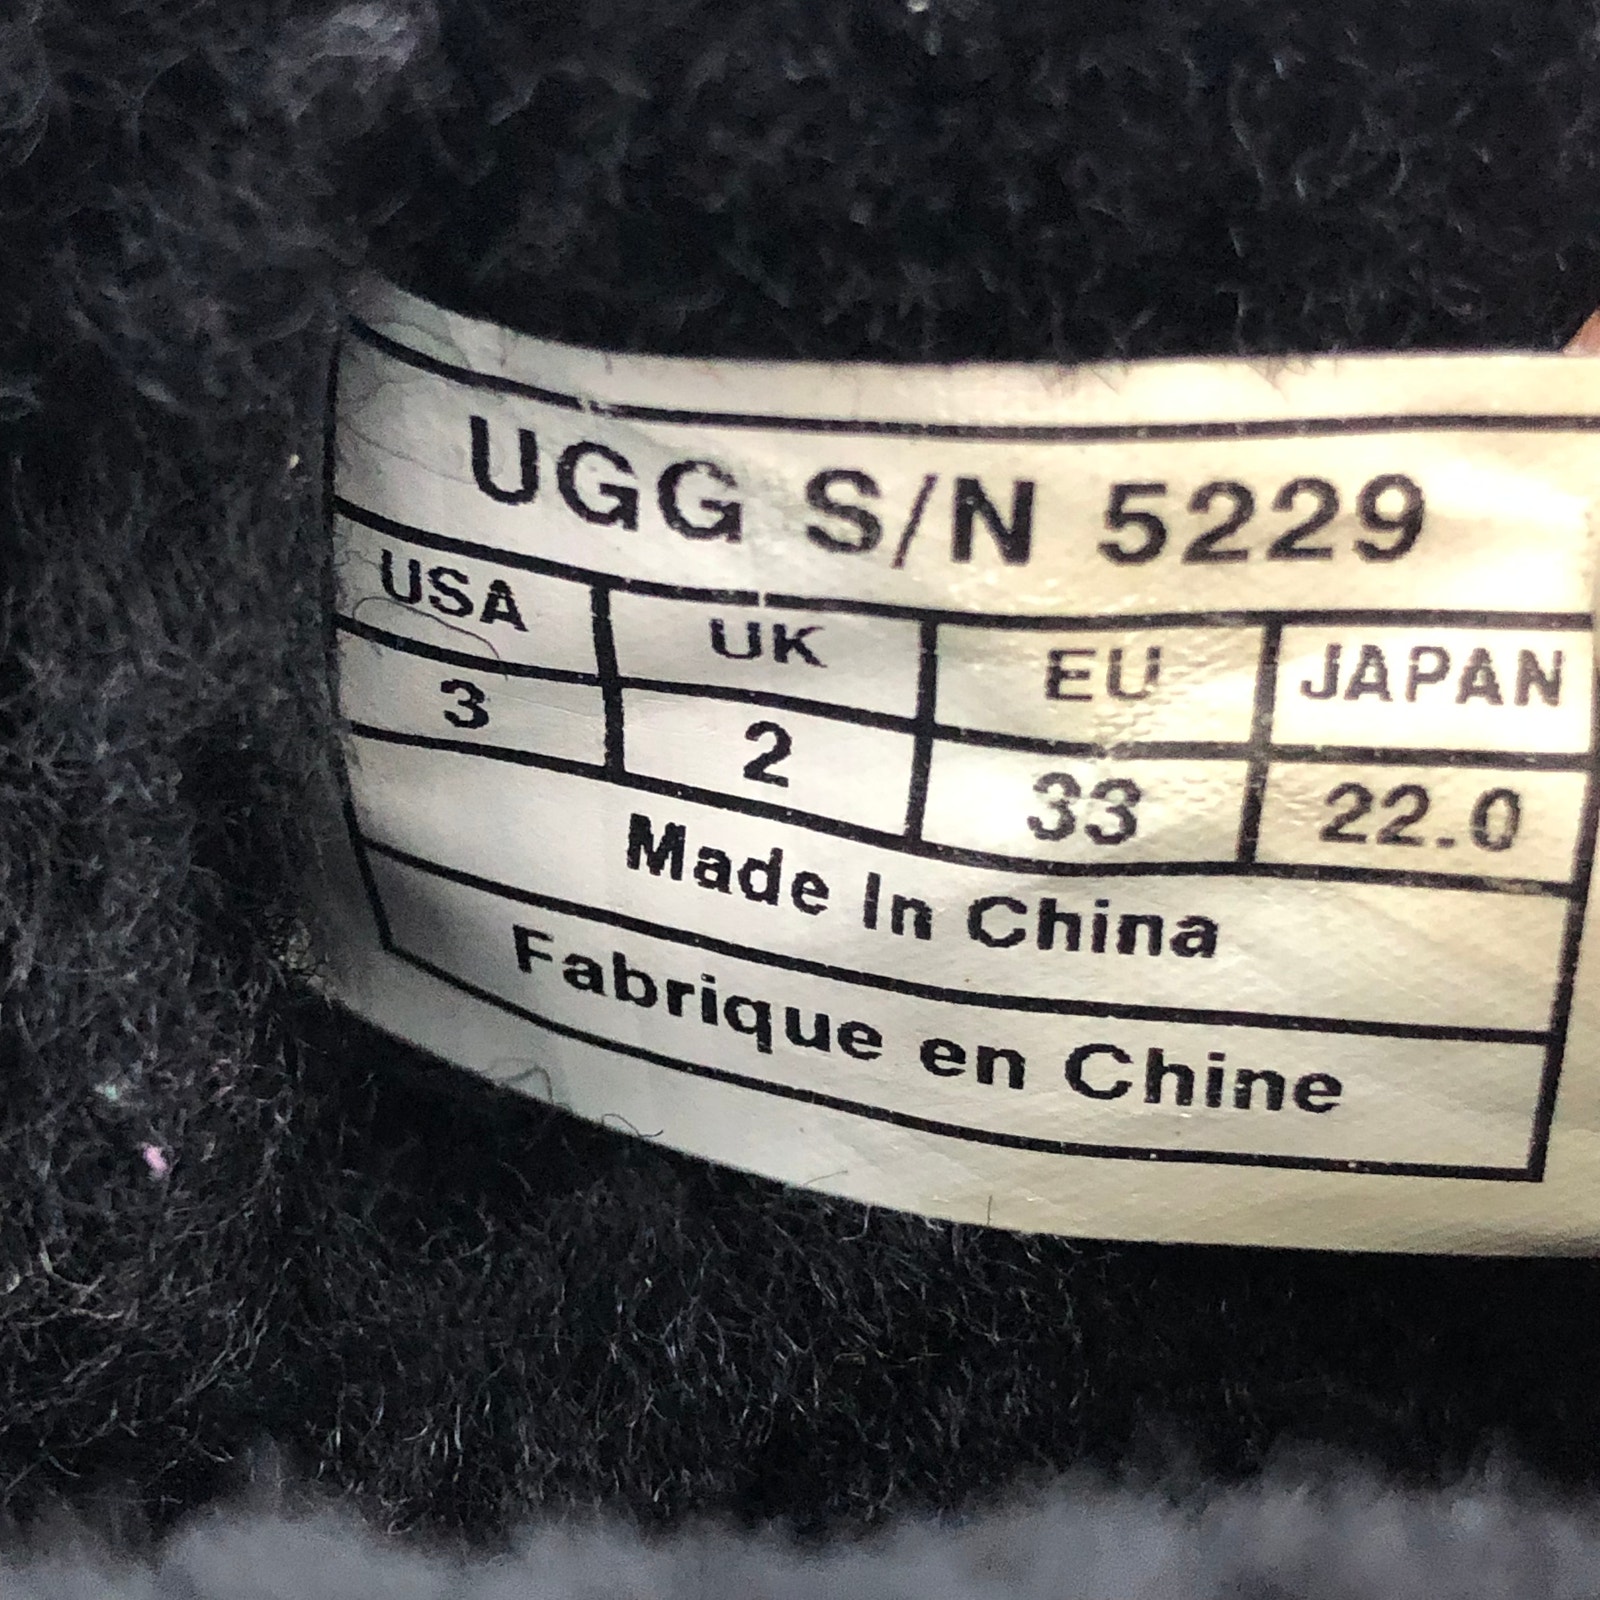 UGG S/N 5229
USA UK EU JAPAN
3 2 33 22.0
Made In China
Fabrique en Chine